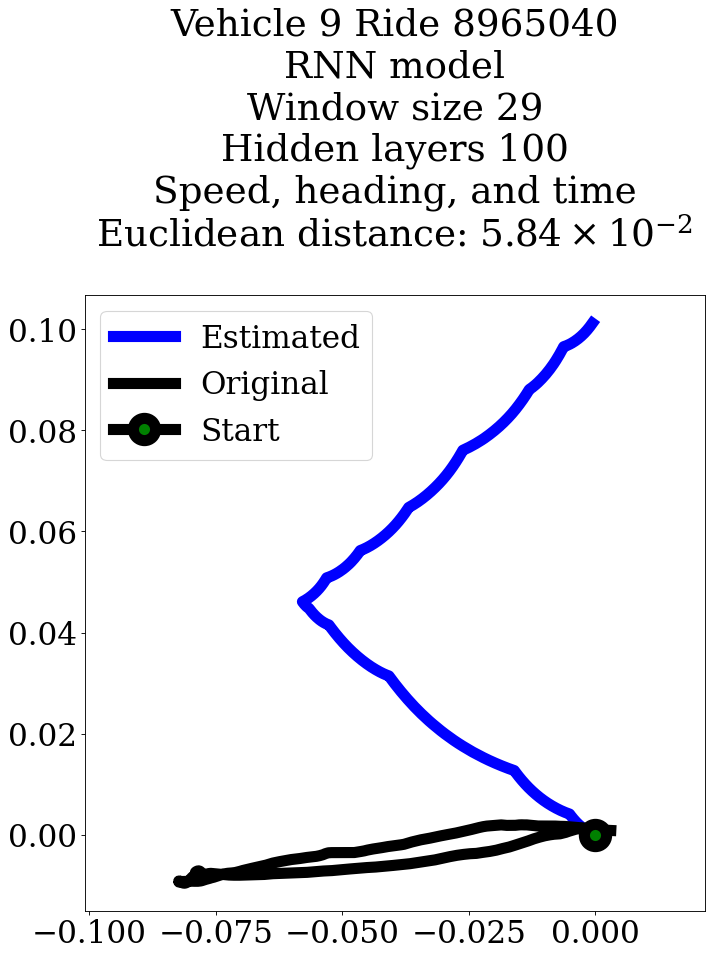 Vehicle 9 Ride 8965040
RNN model
Window size 29
Hidden layers 100
Speed, heading, and time
Euclidean distance: 5.84 × 10⁻²
Estimated
Original
Start
0.10
0.08
0.06
0.04
0.02
0.00
−0.100 −0.075 −0.050 −0.025 0.000